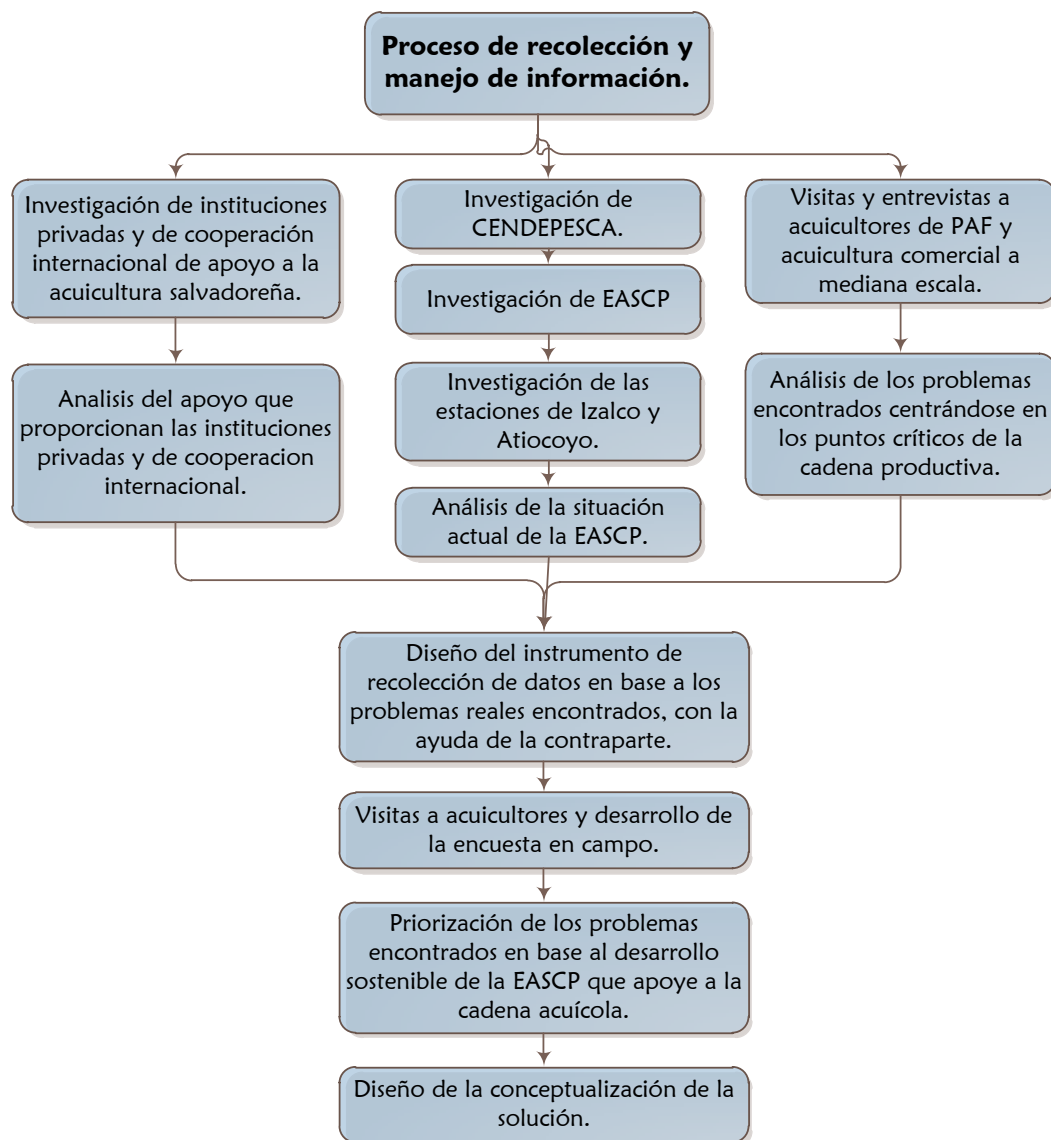 Proceso de recolección y
manejo de información.
Investigación de instituciones
privadas y de cooperación
internacional de apoyo a la
acuicultura salvadoreña.
Analisis del apoyo que
proporcionan las instituciones
privadas y de cooperacion
internacional.
Investigación de
CENDEPESCA.
Investigación de EASCP
Investigación de las
estaciones de Izalco y
Atiocoyo.
Análisis de la situación
actual de la EASCP.
Visitas y entrevistas a
acuicultores de PAF y
acuicultura comercial a
mediana escala.
Análisis de los problemas
encontrados centrándose en
los puntos críticos de la
cadena productiva.
Diseño del instrumento de
recolección de datos en base a los
problemas reales encontrados, con la
ayuda de la contraparte.
Visitas a acuicultores y desarrollo de
la encuesta en campo.
Priorización de los problemas
encontrados en base al desarrollo
sostenible de la EASCP que apoye a la
cadena acuícola.
Diseño de la conceptualización de la
solución.